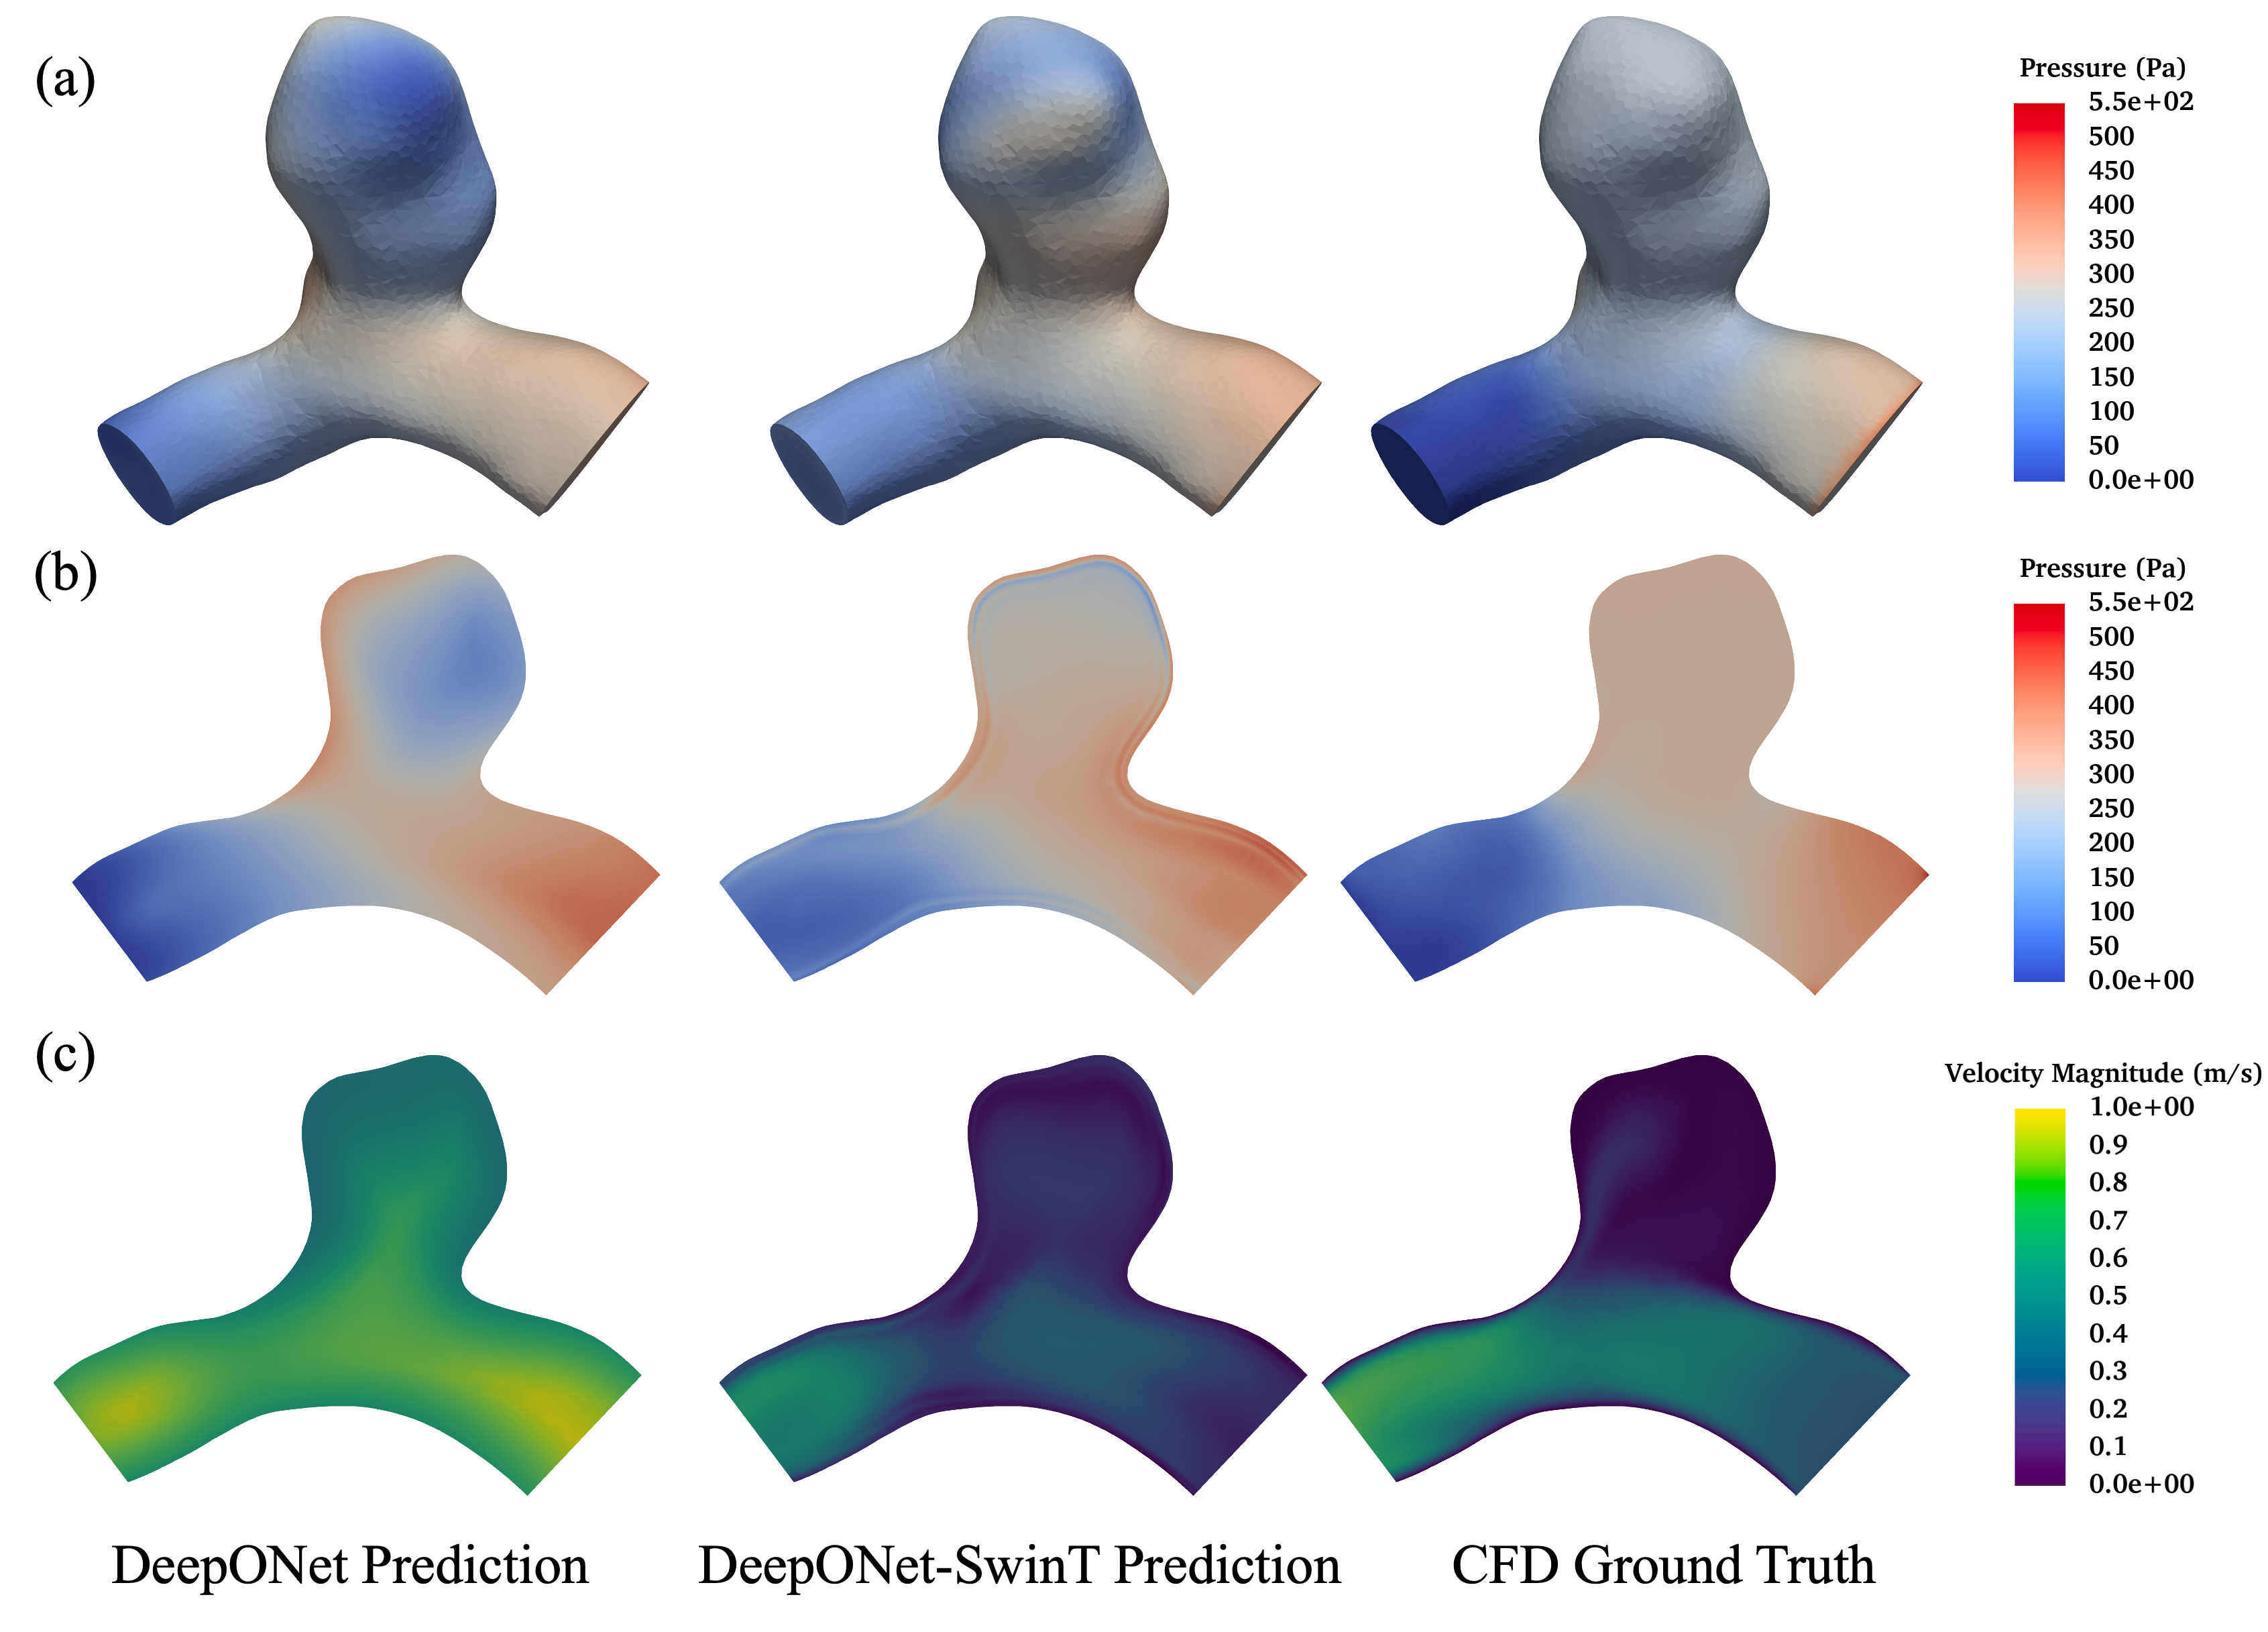 (a)
Pressure (Pa)
5.5e+02
500
450
400
350
300
250
200
150
100
50
0.0e+00
(b)
Pressure (Pa)
5.5e+02
500
450
400
350
300
250
200
150
100
50
0.0e+00
(c)
Velocity Magnitude (m/s)
1.0e+00
0.9
0.8
0.7
0.6
0.5
0.4
0.3
0.2
0.1
0.0e+00
DeepONet Prediction
DeepONet-SwinT Prediction
CFD Ground Truth